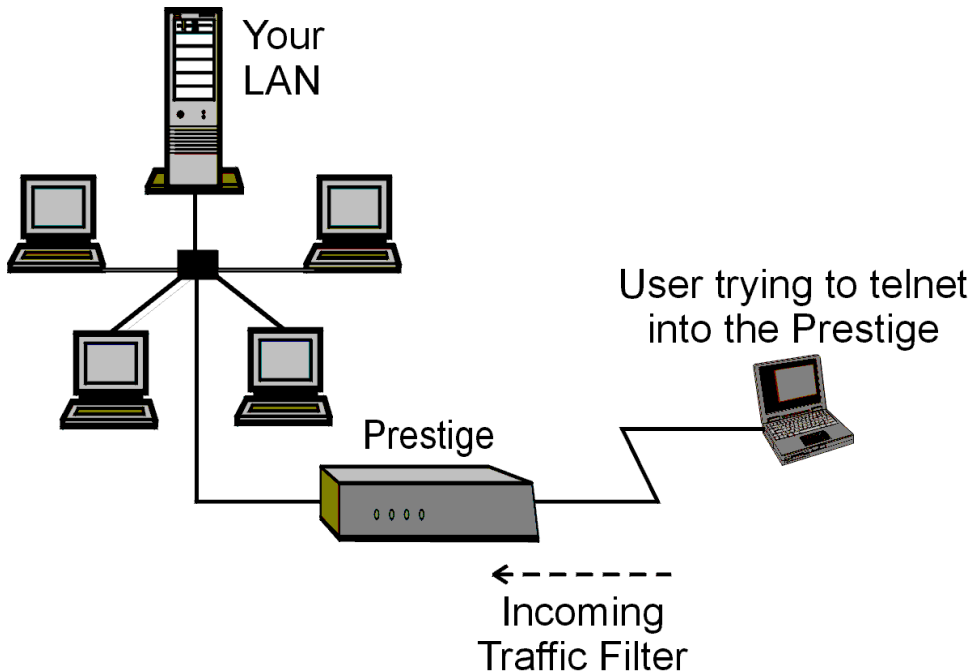 Your
LAN
User trying to telnet
into the Prestige
Prestige
Incoming
Traffic Filter